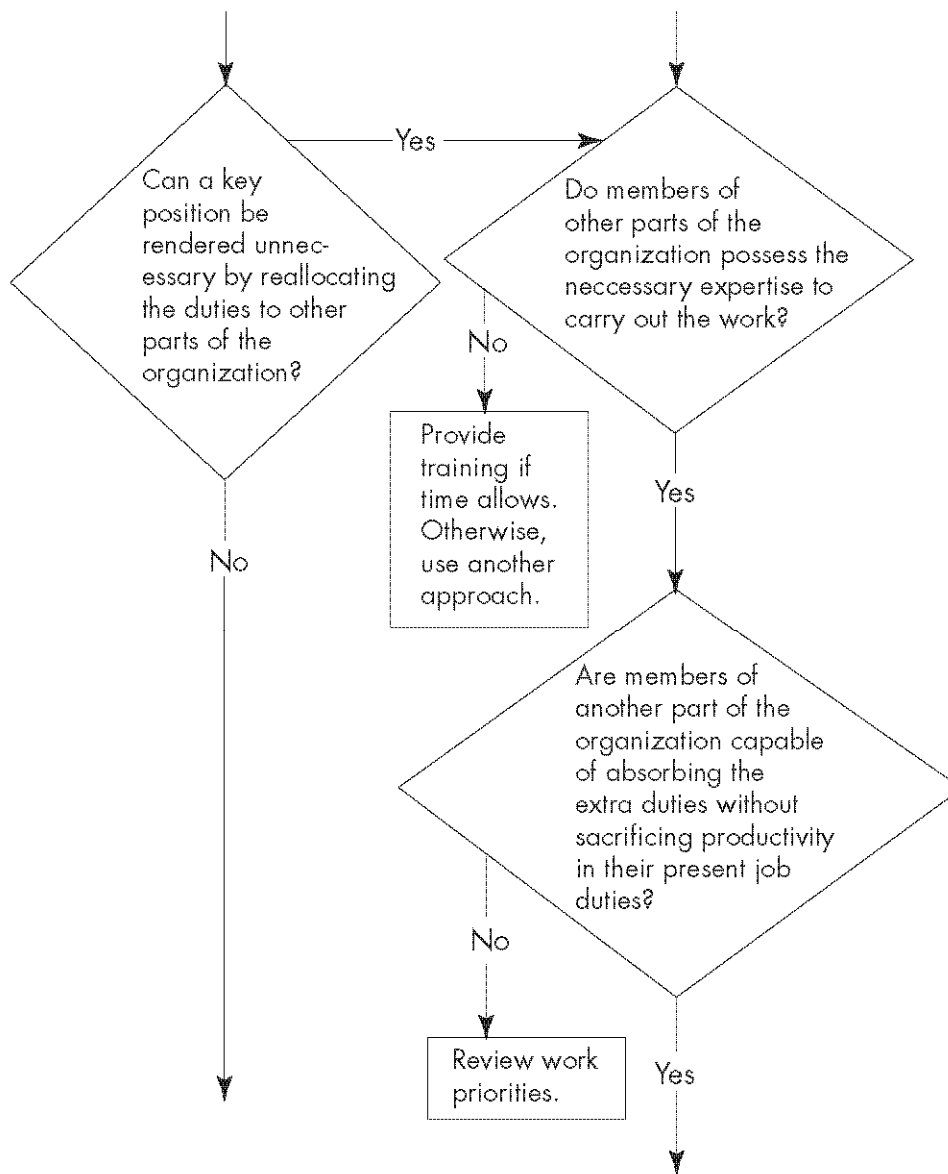 Yes
Can a key
position be
rendered unnec-
essary by reallocating
the duties to other
parts of the
organization?
Do members of
other parts of the
organization possess the
neccessary expertise to
carry out the work?
No
Provide
training if
time allows.
Otherwise,
use another
approach.
Yes
No
Are members of
another part of the
organization capable
of absorbing the
extra duties without
sacrificing productivity
in their present job
duties?
No
Review work
priorities.
Yes